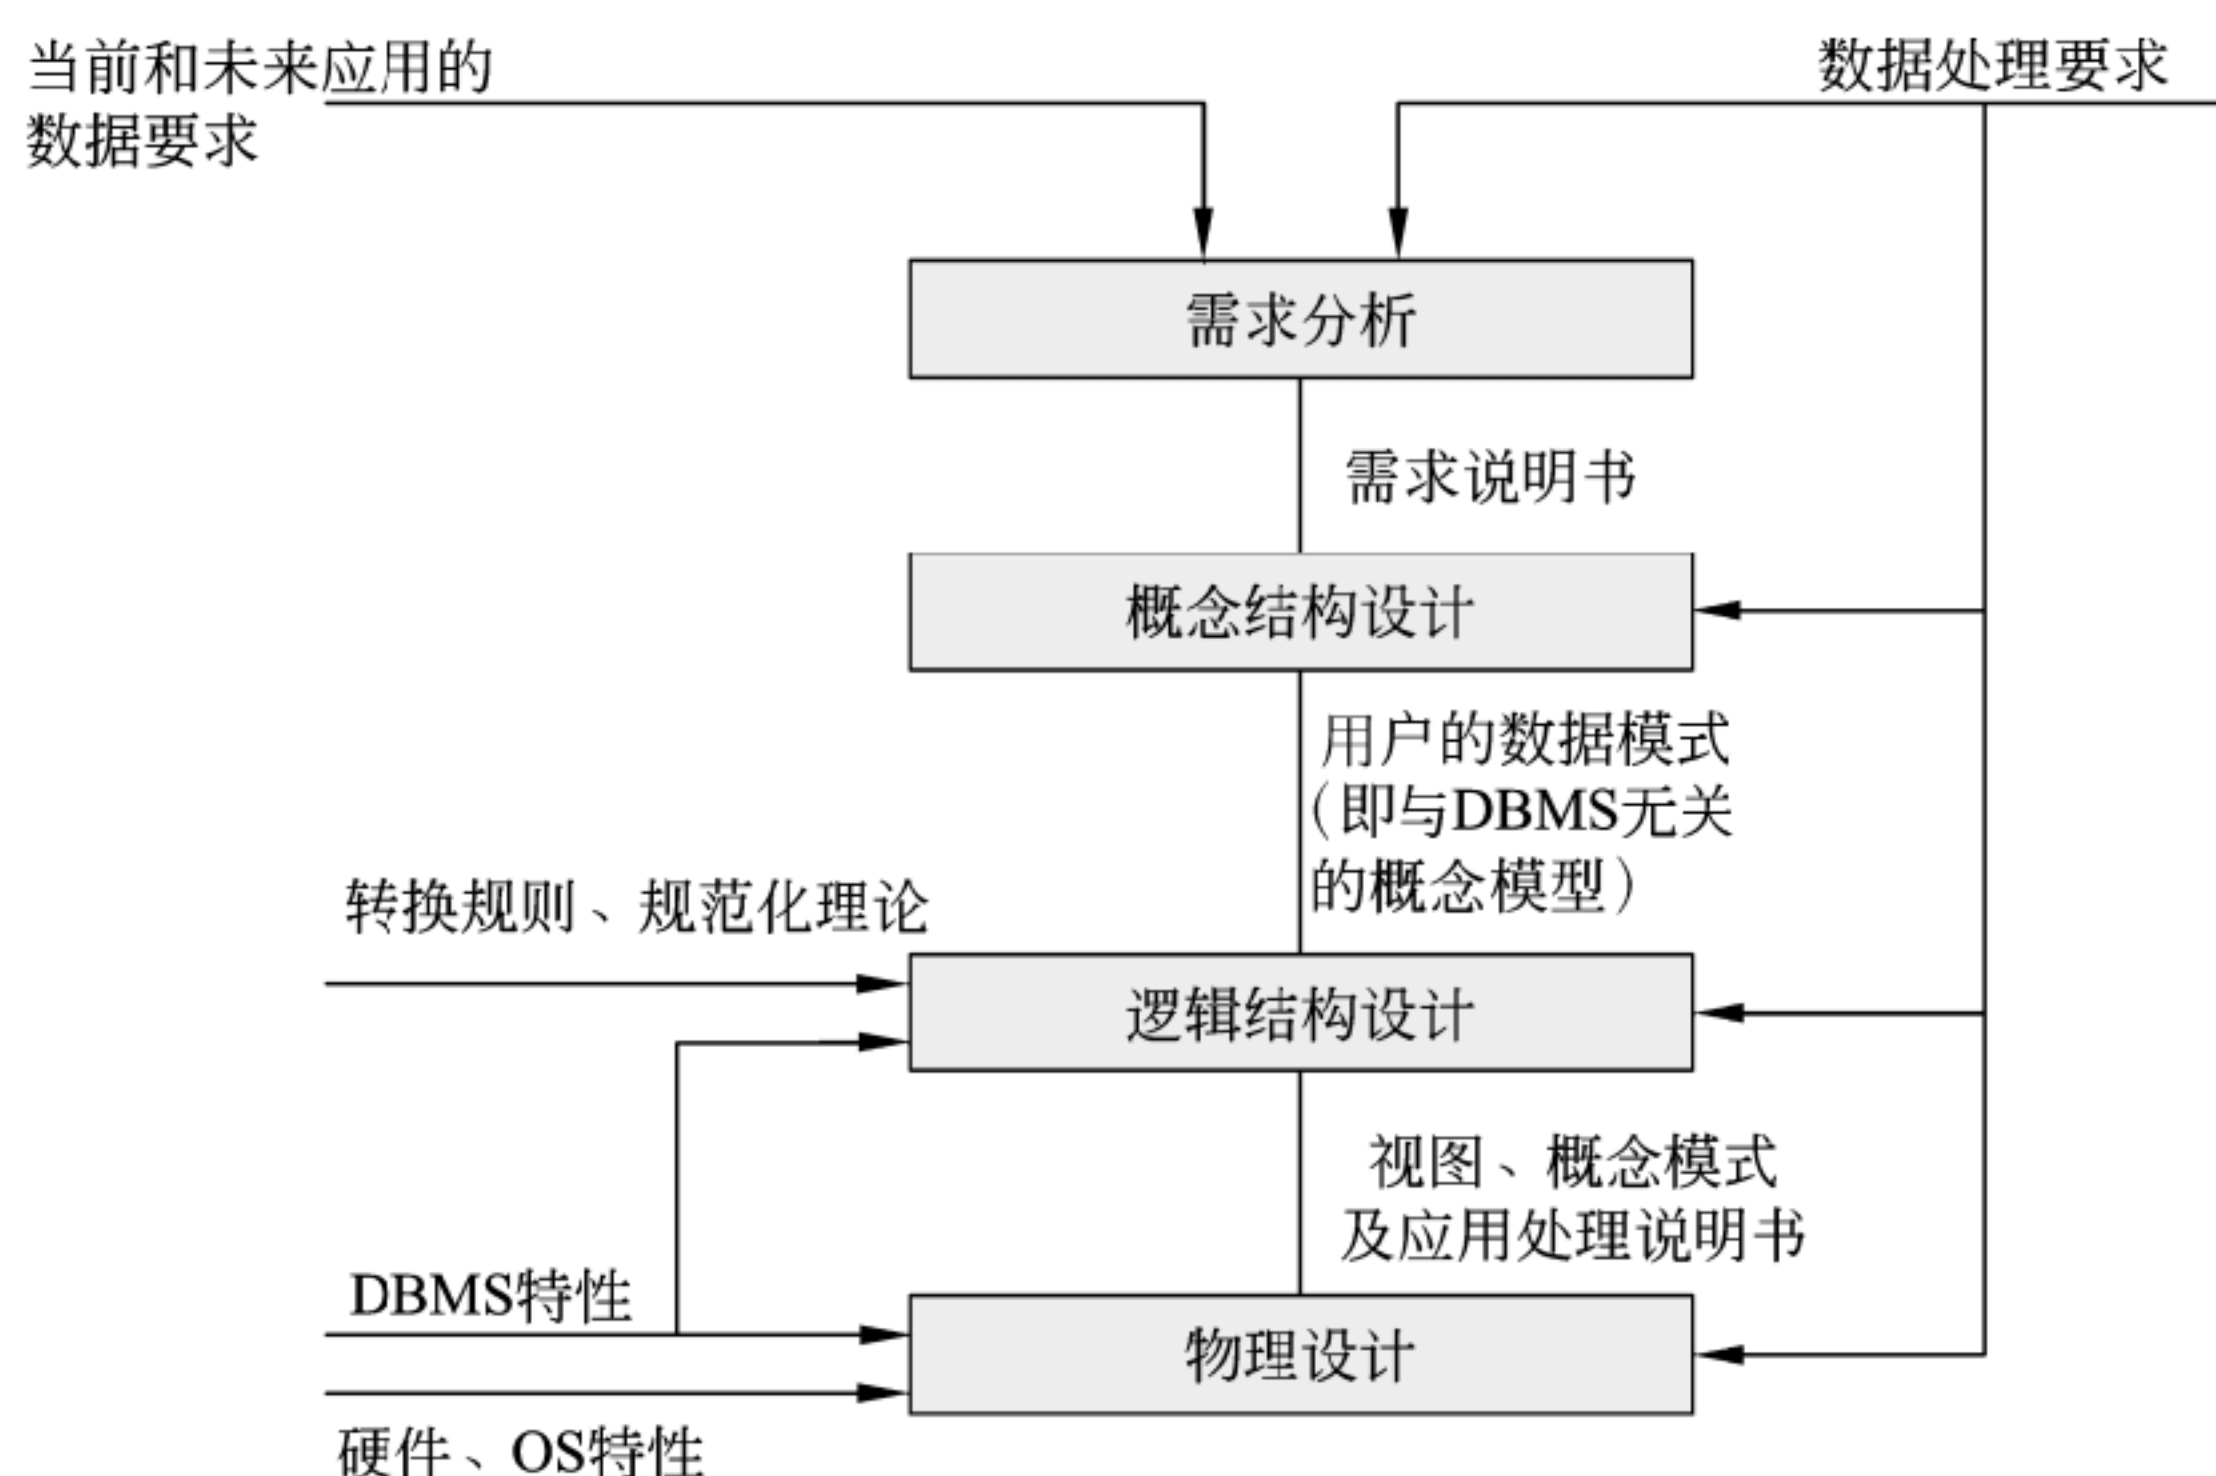 当前和未来应用的
数据要求
数据处理要求
需求分析
需求说明书
概念结构设计
用户的数据模式
（即与DBMS无关
的概念模型）
转换规则、规范化理论
逻辑结构设计
视图、概念模式
及应用处理说明书
DBMS特性
物理设计
硬件、OS特性